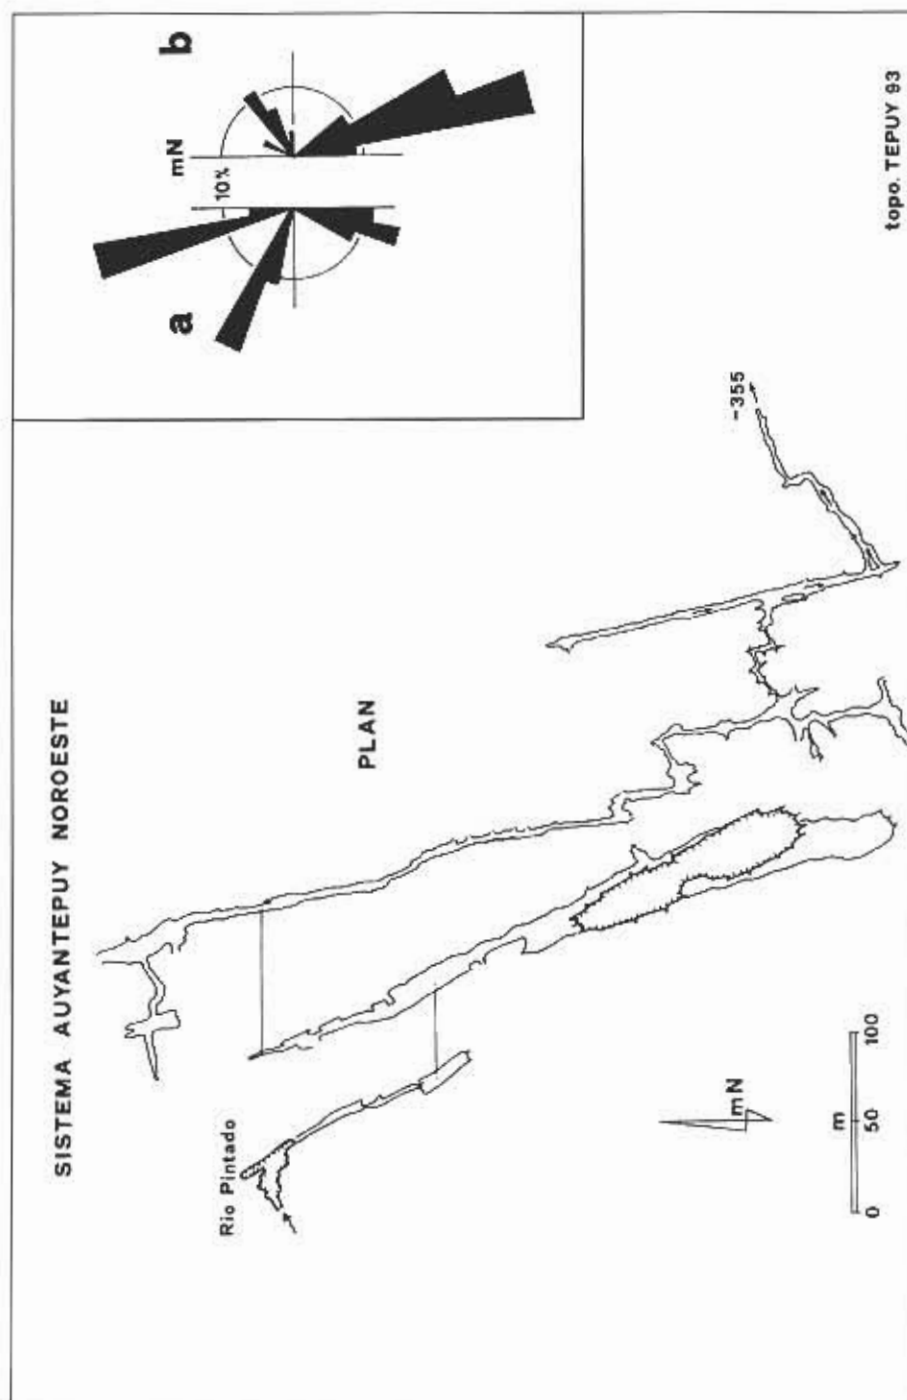 SISTEMA AUYANTEPUY NOROESTE
PLAN
Rio Pintado
-355
mN
m
0 50 100
a
b
mN
10%
topo. TEPUY 93